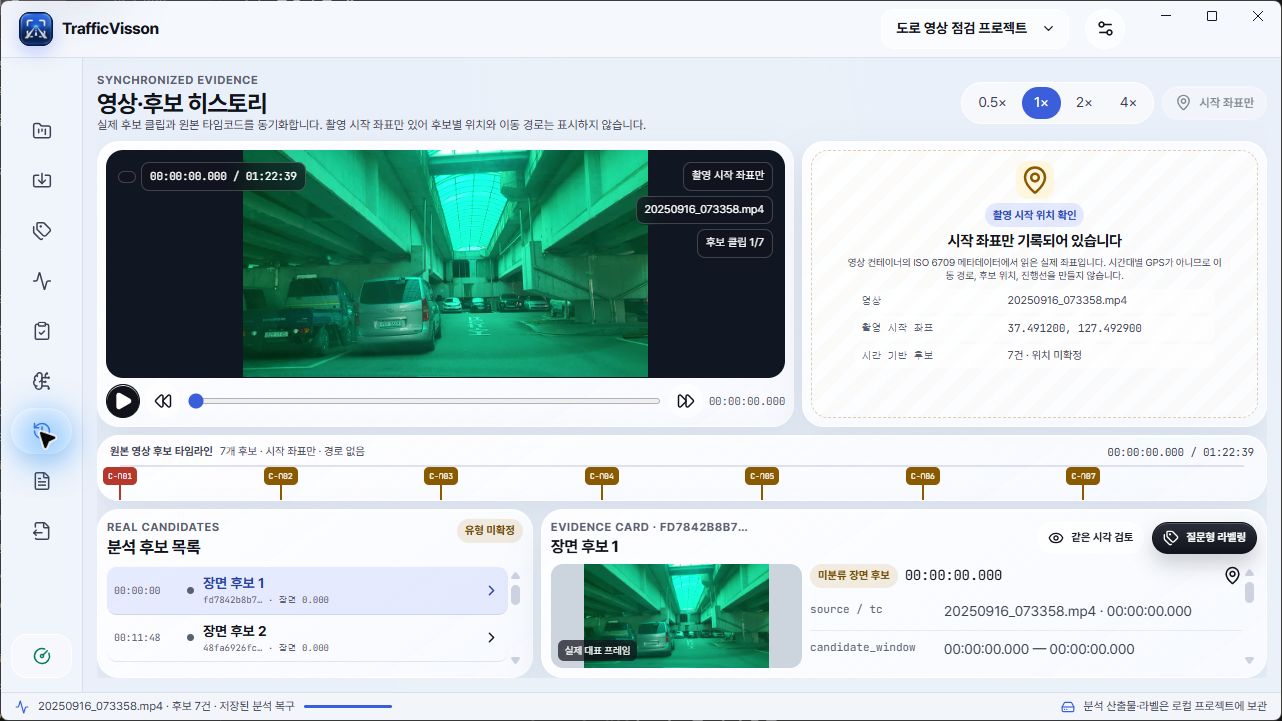 TrafficVisson
도로 영상 점검 프로젝트
SYNCHRONIZED EVIDENCE
영상·후보 히스토리
실제 후보 클립과 원본 타임코드를 동기화합니다. 촬영 시작 좌표만 있어 후보별 위치와 이동 경로는 표시하지 않습니다.
0.5× 1× 2× 4×
시작 좌표만
00:00:00.000 / 01:22:39
촬영 시작 좌표만
20250916_073358.mp4
후보 클립 1/7
00:00:00.000
촬영 시작 위치 확인
시작 좌표만 기록되어 있습니다
영상 컨테이너의 ISO 6709 메타데이터에서 읽은 실제 좌표입니다. 시간대별 GPS가 아니므로 이
동 경로, 후보 위치, 진행선을 만들지 않습니다.
영상 20250916_073358.mp4
촬영 시작 좌표 37.491200, 127.492900
시간 기반 후보 7건 · 위치 미확정
원본 영상 후보 타임라인 7개 후보 · 시작 좌표만 · 경로 없음
00:00:00.000 / 01:22:39
C-001 C-002 C-003 C-004 C-005 C-006 C-007
REAL CANDIDATES
분석 후보 목록
유형 미확정
00:00:00 장면 후보 1
fd7842b8b7… · 장면 0.000
00:11:48 장면 후보 2
48fa6926fc… · 장면 0.000
EVIDENCE CARD · FD7842B8B7…
장면 후보 1
같은 시각 검토
질문형 라벨링
실제 대표 프레임
미분류 장면 후보 00:00:00.000
source / tc 20250916_073358.mp4 · 00:00:00.000
candidate_window 00:00:00.000 — 00:00:00.000
20250916_073358.mp4 · 후보 7건 · 저장된 분석 복구
분석 산출물·라벨은 로컬 프로젝트에 보관